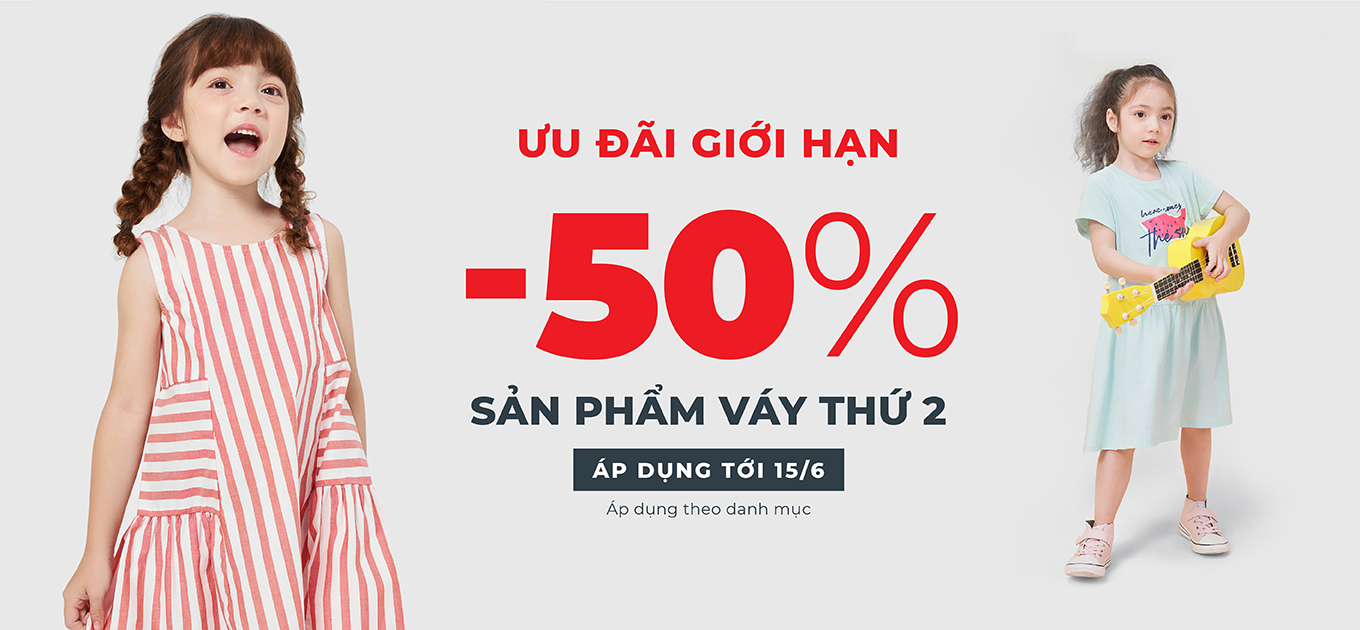 ƯU ĐÃI GIỚI HẠN
-50%
SẢN PHẨM VÁY THỨ 2
ÁP DỤNG TỚI 15/6
Áp dụng theo danh mục